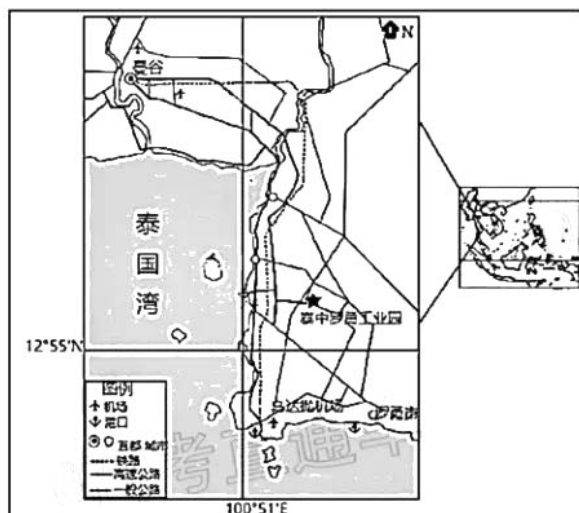 N
曼谷
泰
国
湾
泰中罗勇工业园
12°55'N
图例
机场
港口
首都 城市
铁路
高速公路
一般公路
乌达抛机场
罗勇府
100°51'E